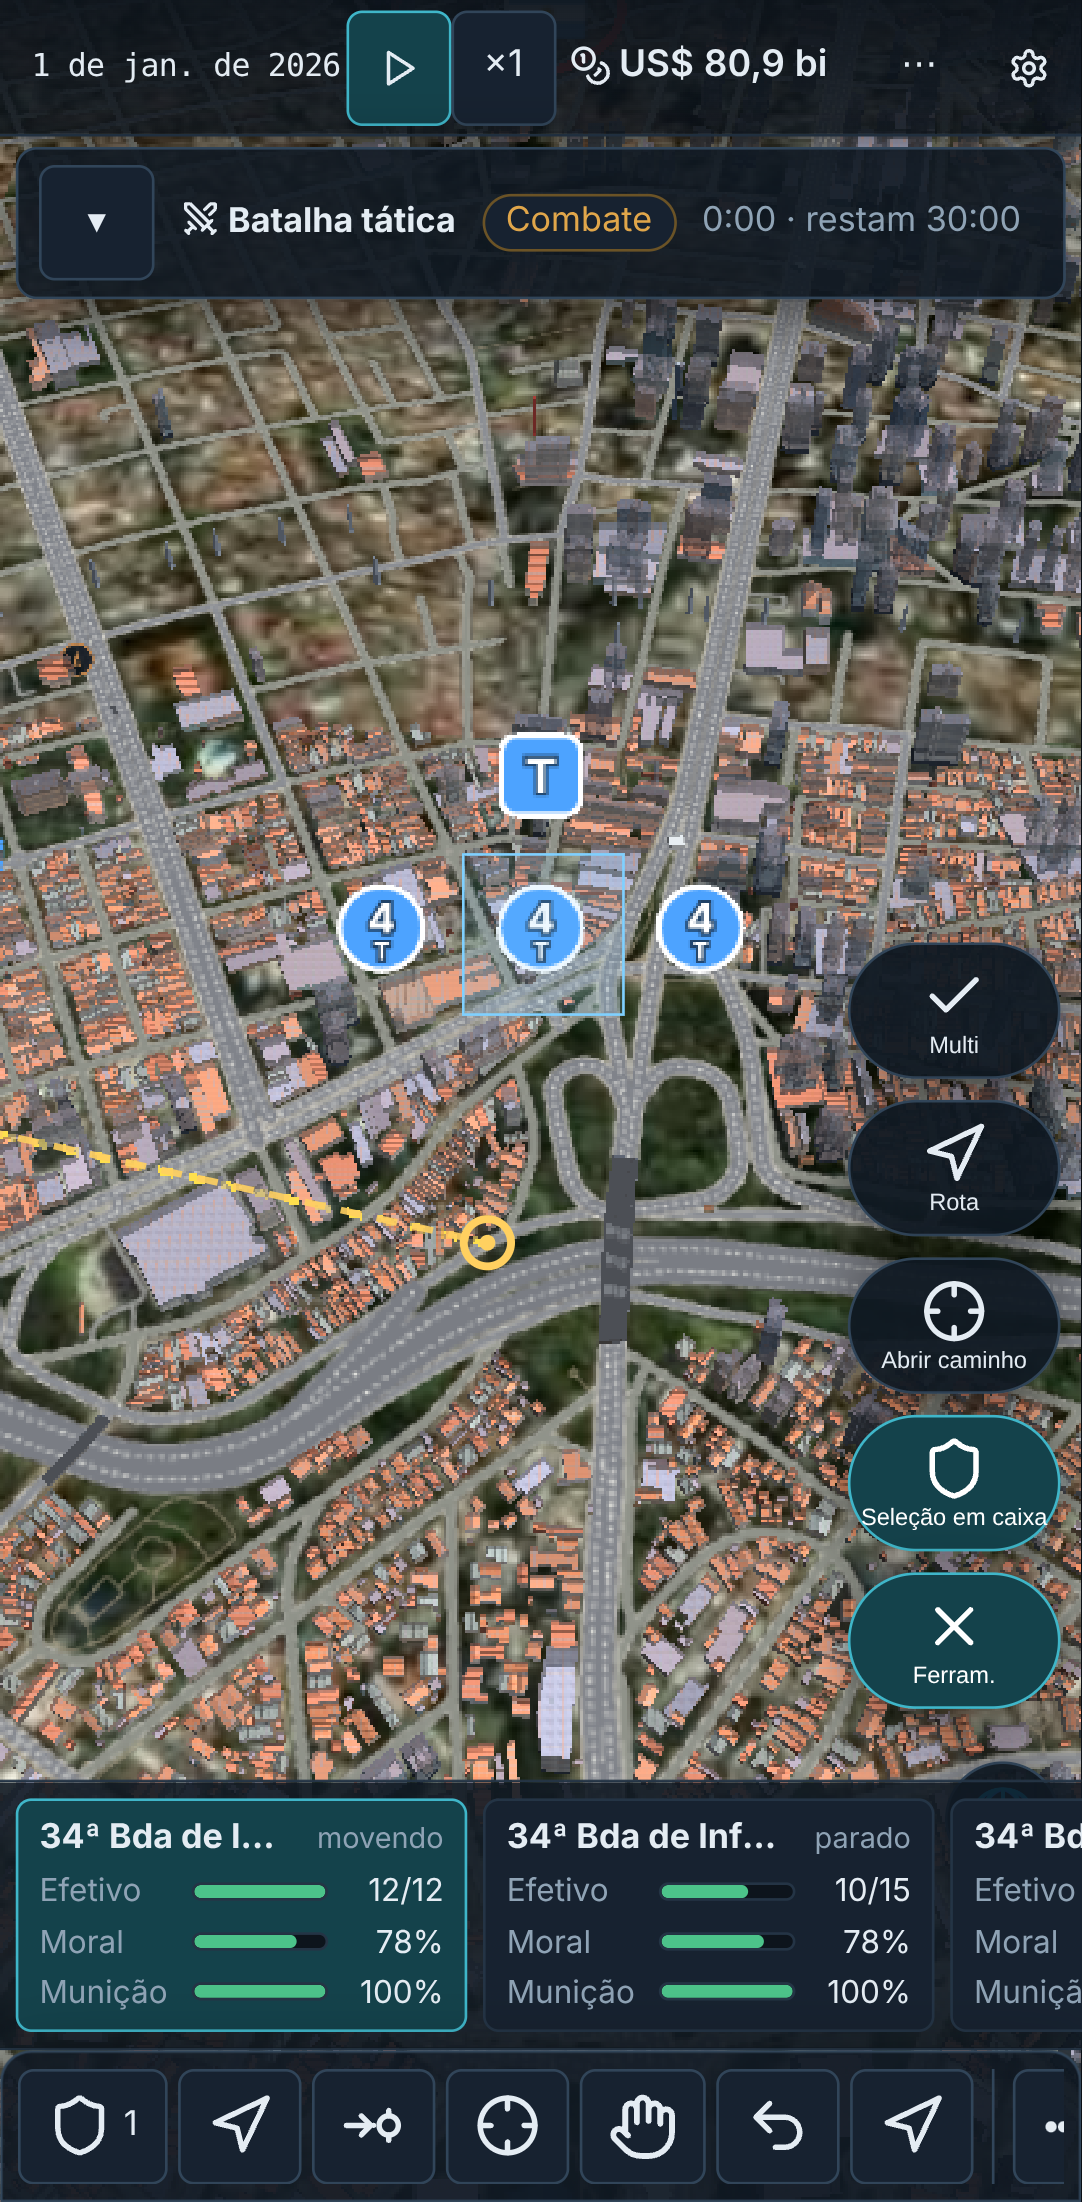 1 de jan. de 2026
×1
US$ 80,9 bi
...
Batalha tática
Combate
0:00 · restam 30:00
T
4
T
4
T
4
T
Multi
Rota
Abrir caminho
Seleção em caixa
Ferram.
34ª Bda de I... movendo
Efetivo 12/12
Moral 78%
Munição 100%
34ª Bda de Inf... parado
Efetivo 10/15
Moral 78%
Munição 100%
34ª Bd
Efetivo
Moral
Muniçã
1